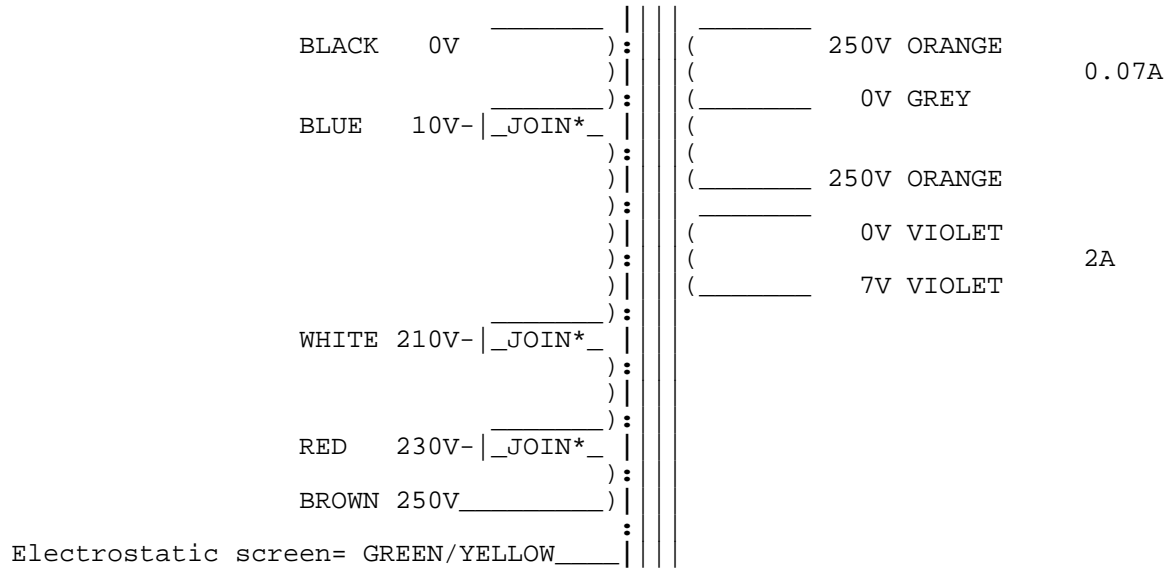 BLACK 0V 250V ORANGE
0.07A
0V GREY
BLUE 10V-|_JOIN*_
250V ORANGE
0V VIOLET
2A
7V VIOLET
WHITE 210V-|_JOIN*_
RED 230V-|_JOIN*_
BROWN 250V
Electrostatic screen= GREEN/YELLOW